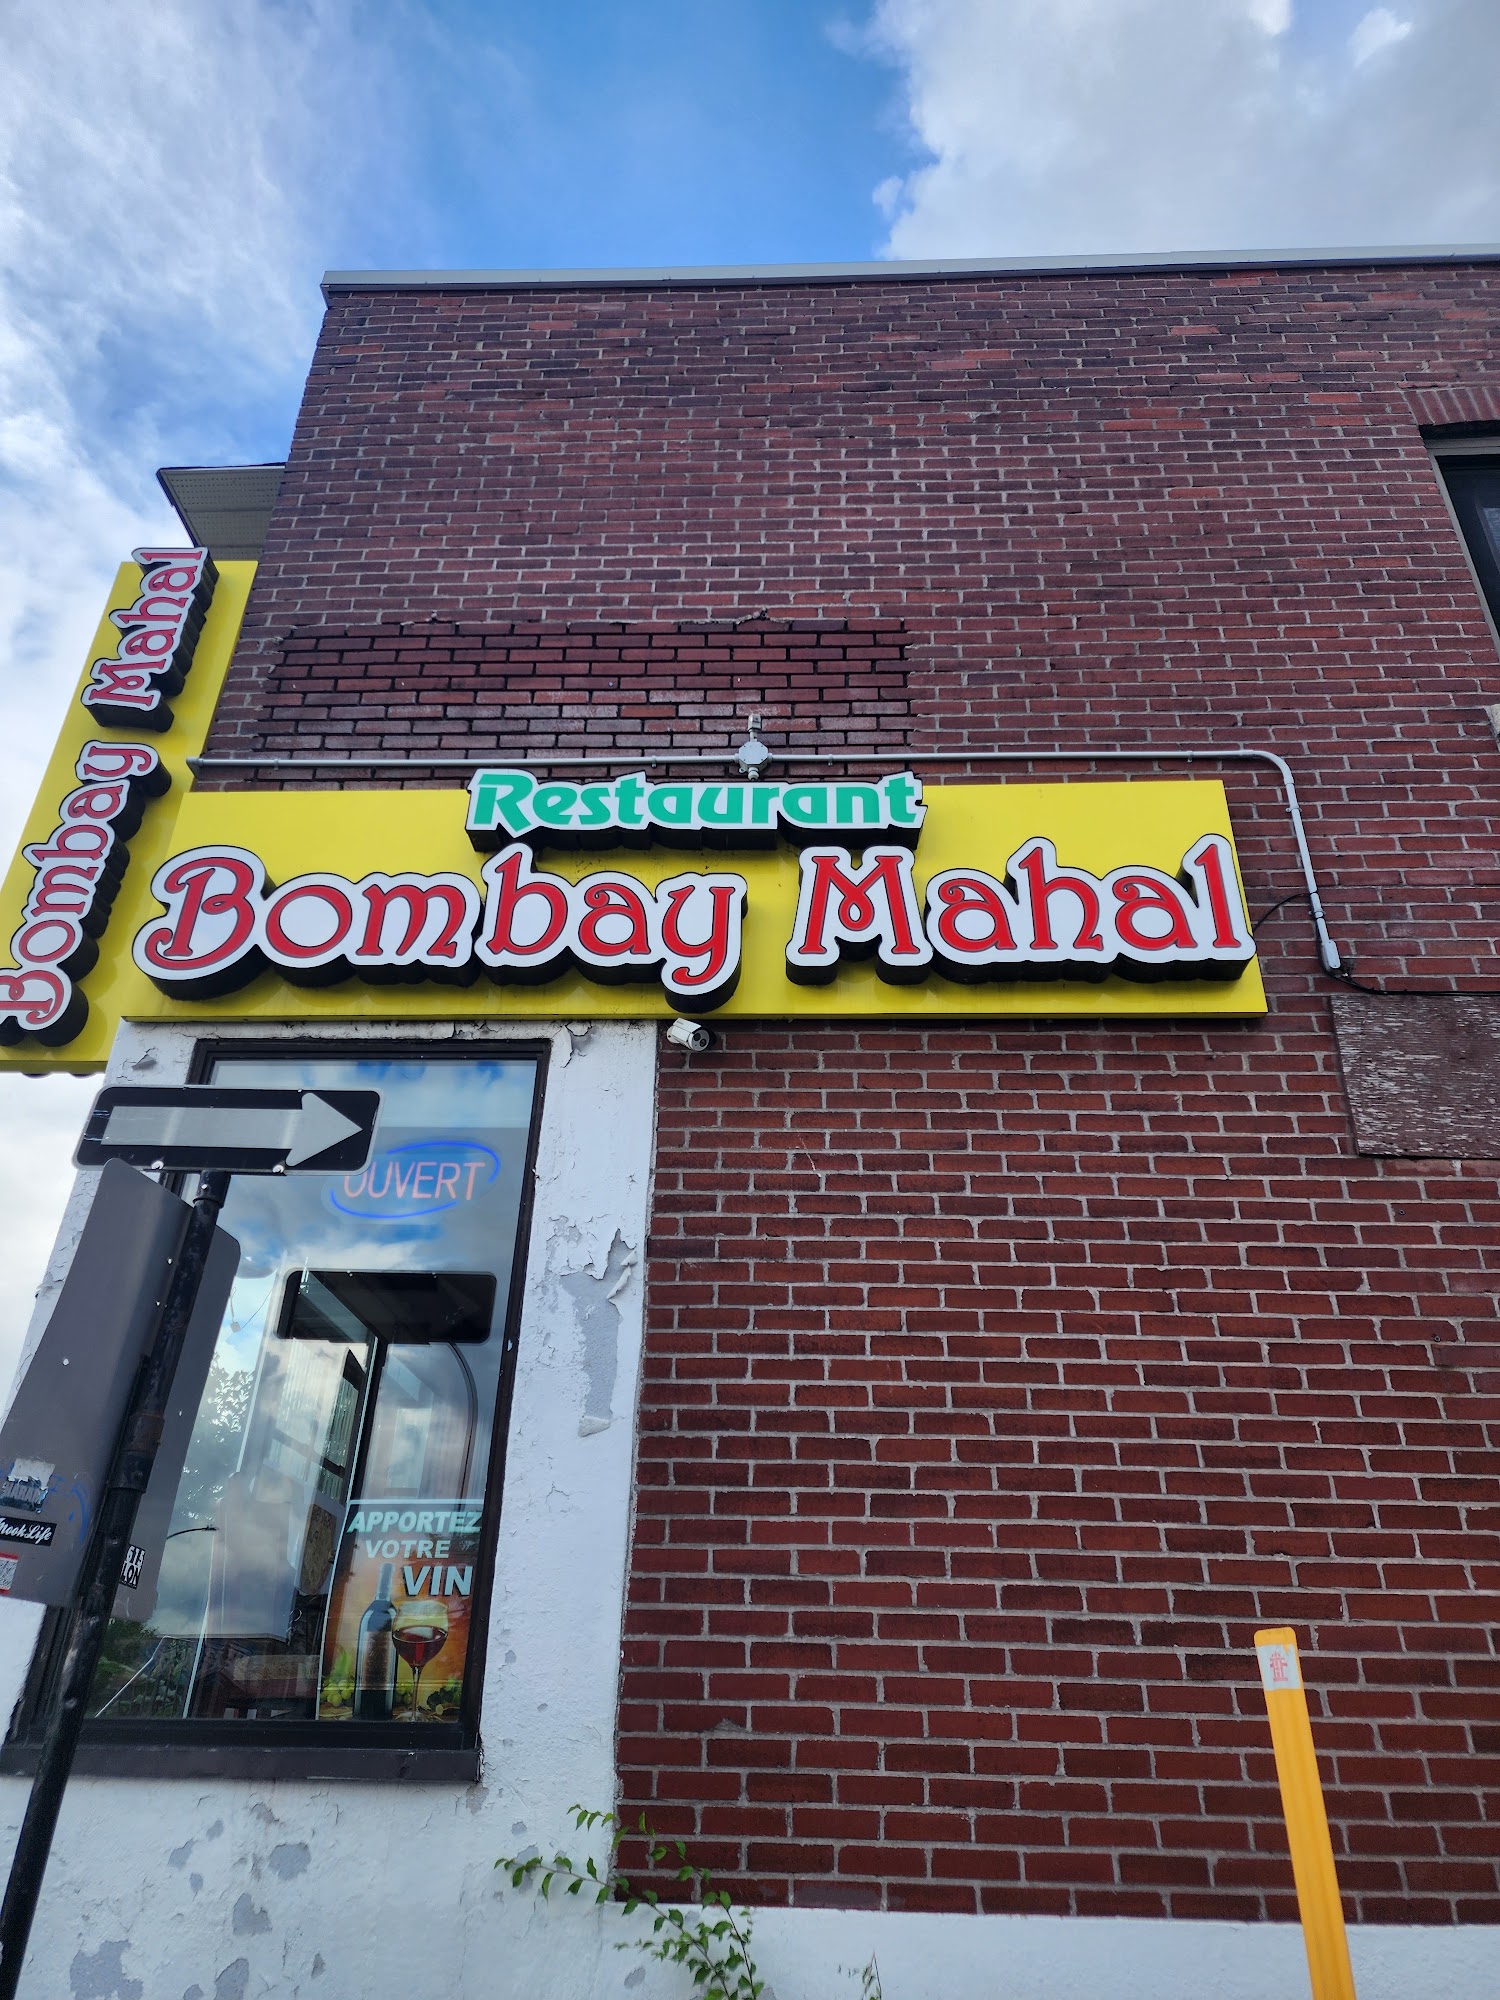 Bombay Mahal
Restaurant
Bombay Mahal
OUVERT
APPORTEZ
VOTRE
VIN